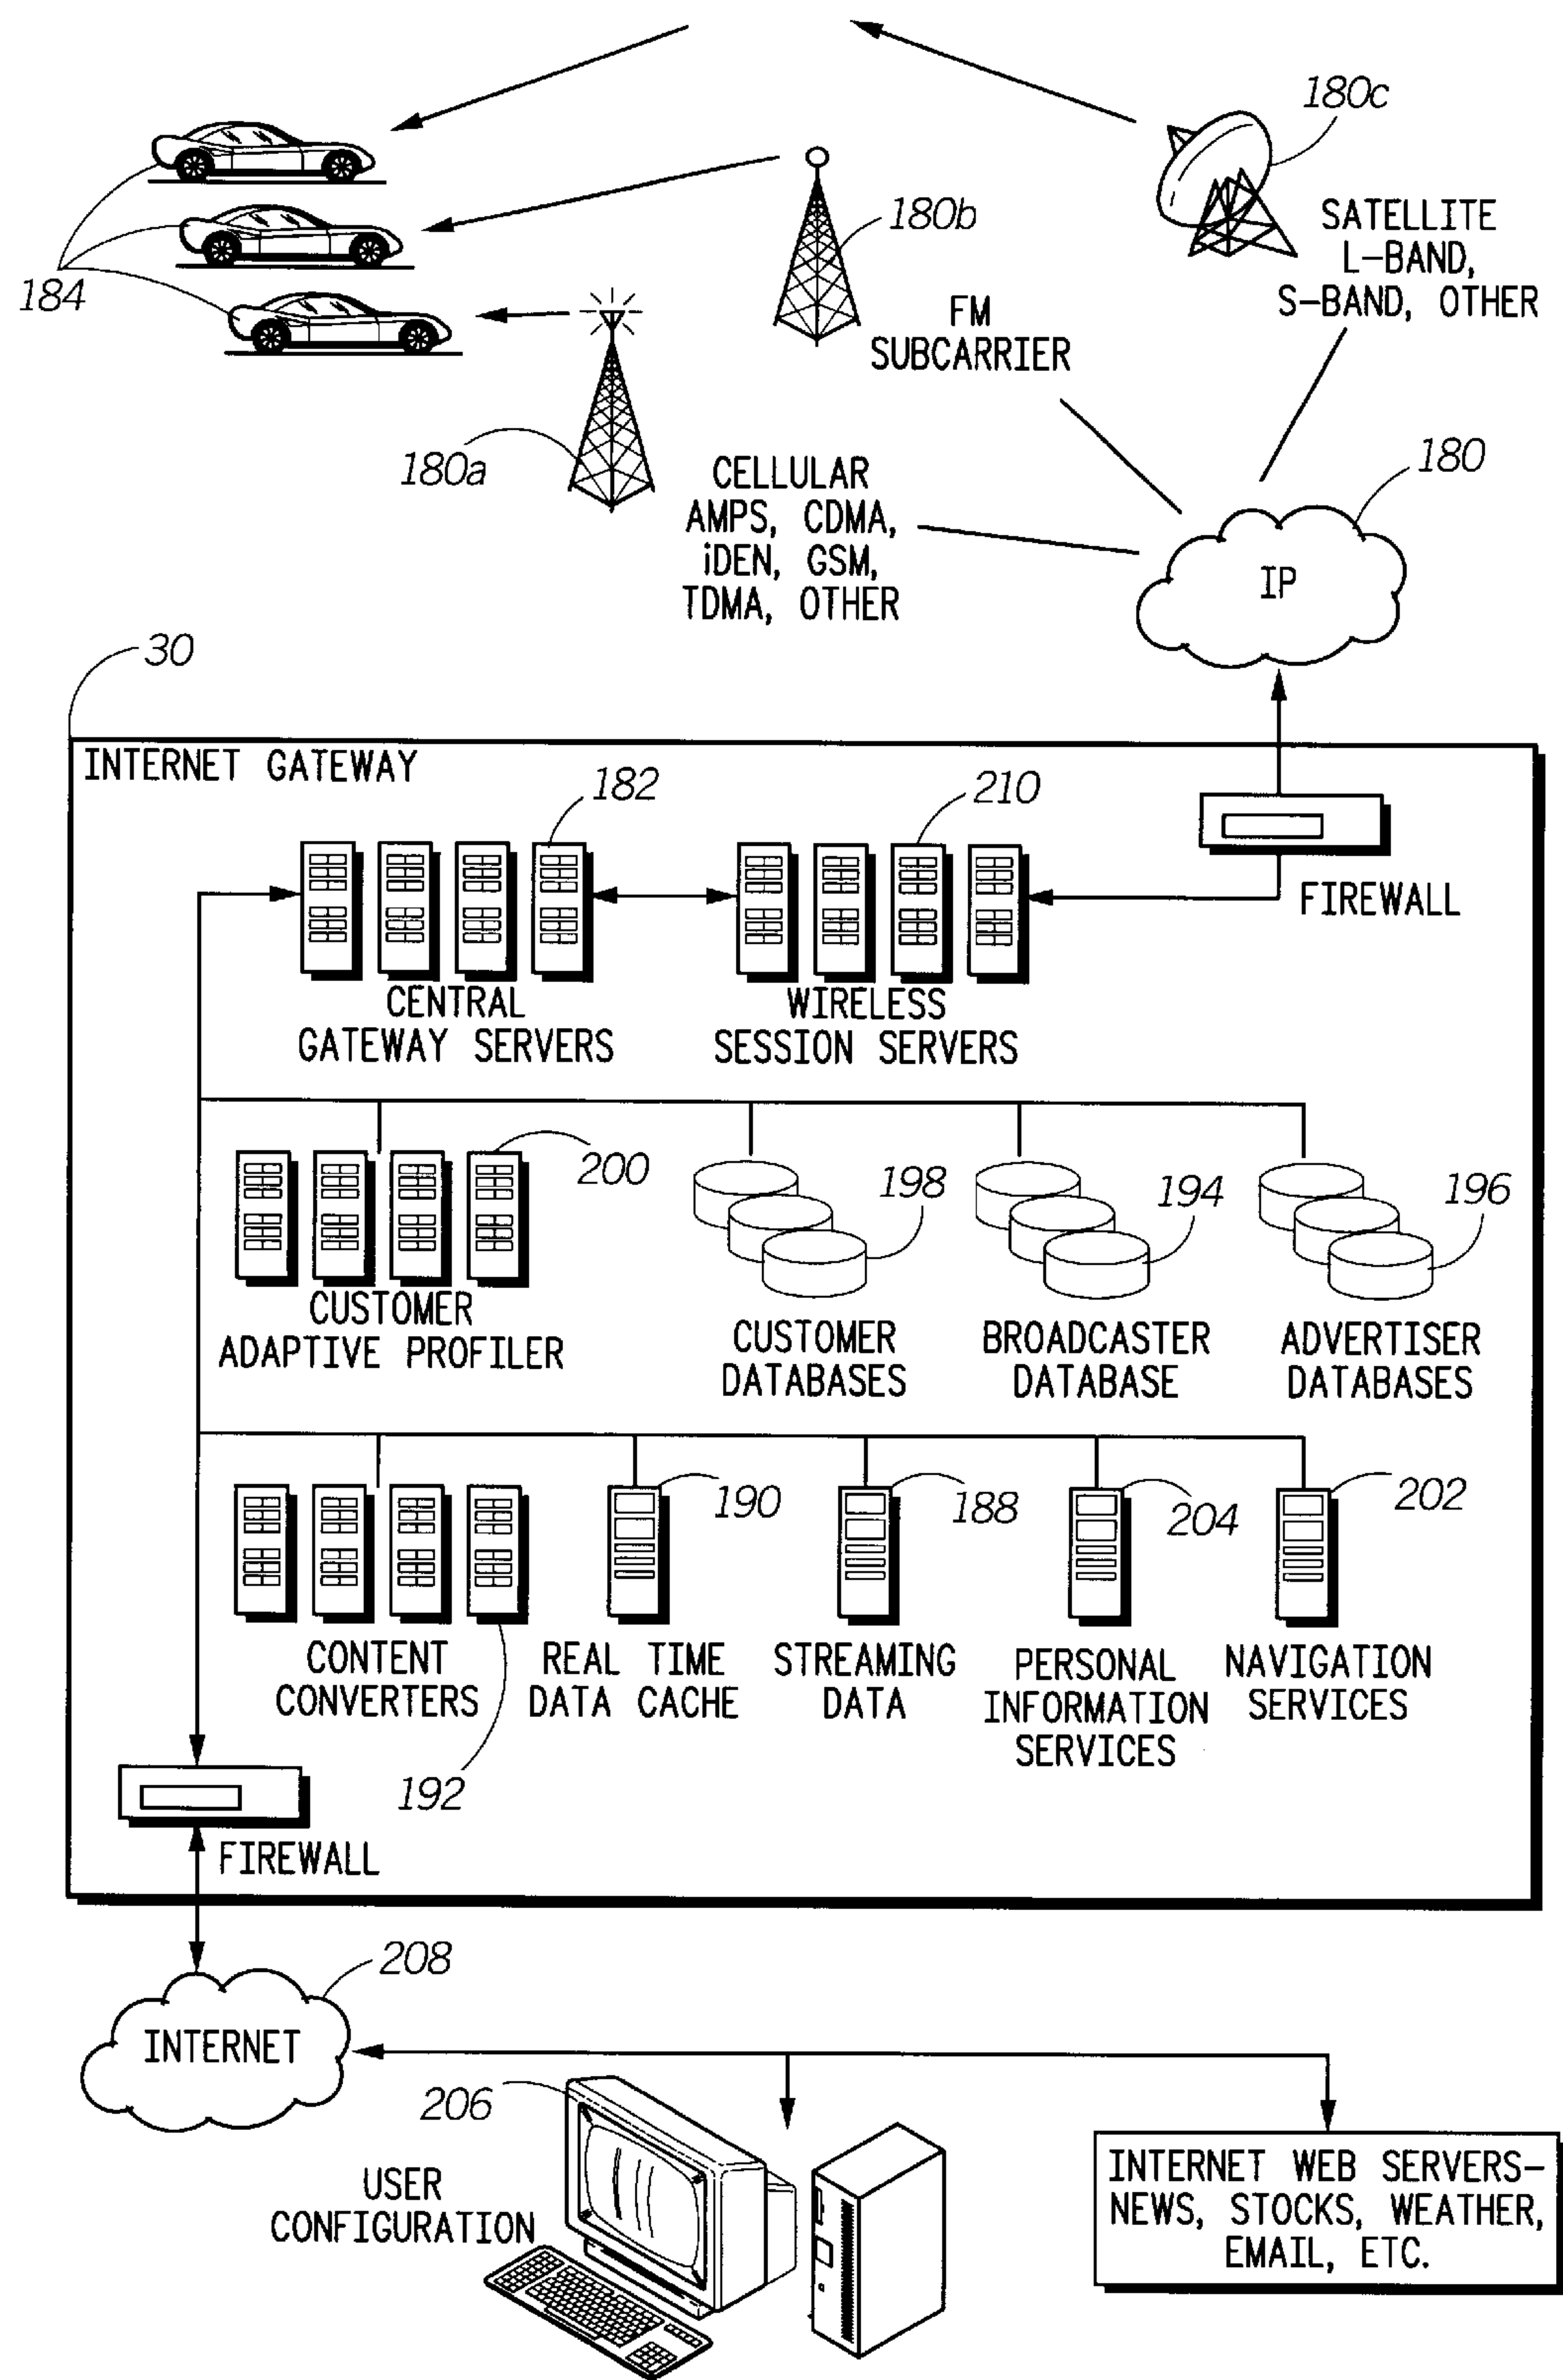 180c
SATELLITE
L-BAND,
S-BAND, OTHER
180b
184
FM
SUBCARRIER
180a
CELLULAR
AMPS, CDMA,
iDEN, GSM,
TDMA, OTHER
180
IP
30
INTERNET GATEWAY
182
210
FIREWALL
CENTRAL
GATEWAY SERVERS
WIRELESS
SESSION SERVERS
200
198
194
196
CUSTOMER
ADAPTIVE PROFILER
CUSTOMER
DATABASES
BROADCASTER
DATABASE
ADVERTISER
DATABASES
190
188
204
202
CONTENT
CONVERTERS
REAL TIME
DATA CACHE
STREAMING
DATA
PERSONAL
INFORMATION
SERVICES
NAVIGATION
SERVICES
192
FIREWALL
208
INTERNET
206
USER
CONFIGURATION
INTERNET WEB SERVERS-
NEWS, STOCKS, WEATHER,
EMAIL, ETC.